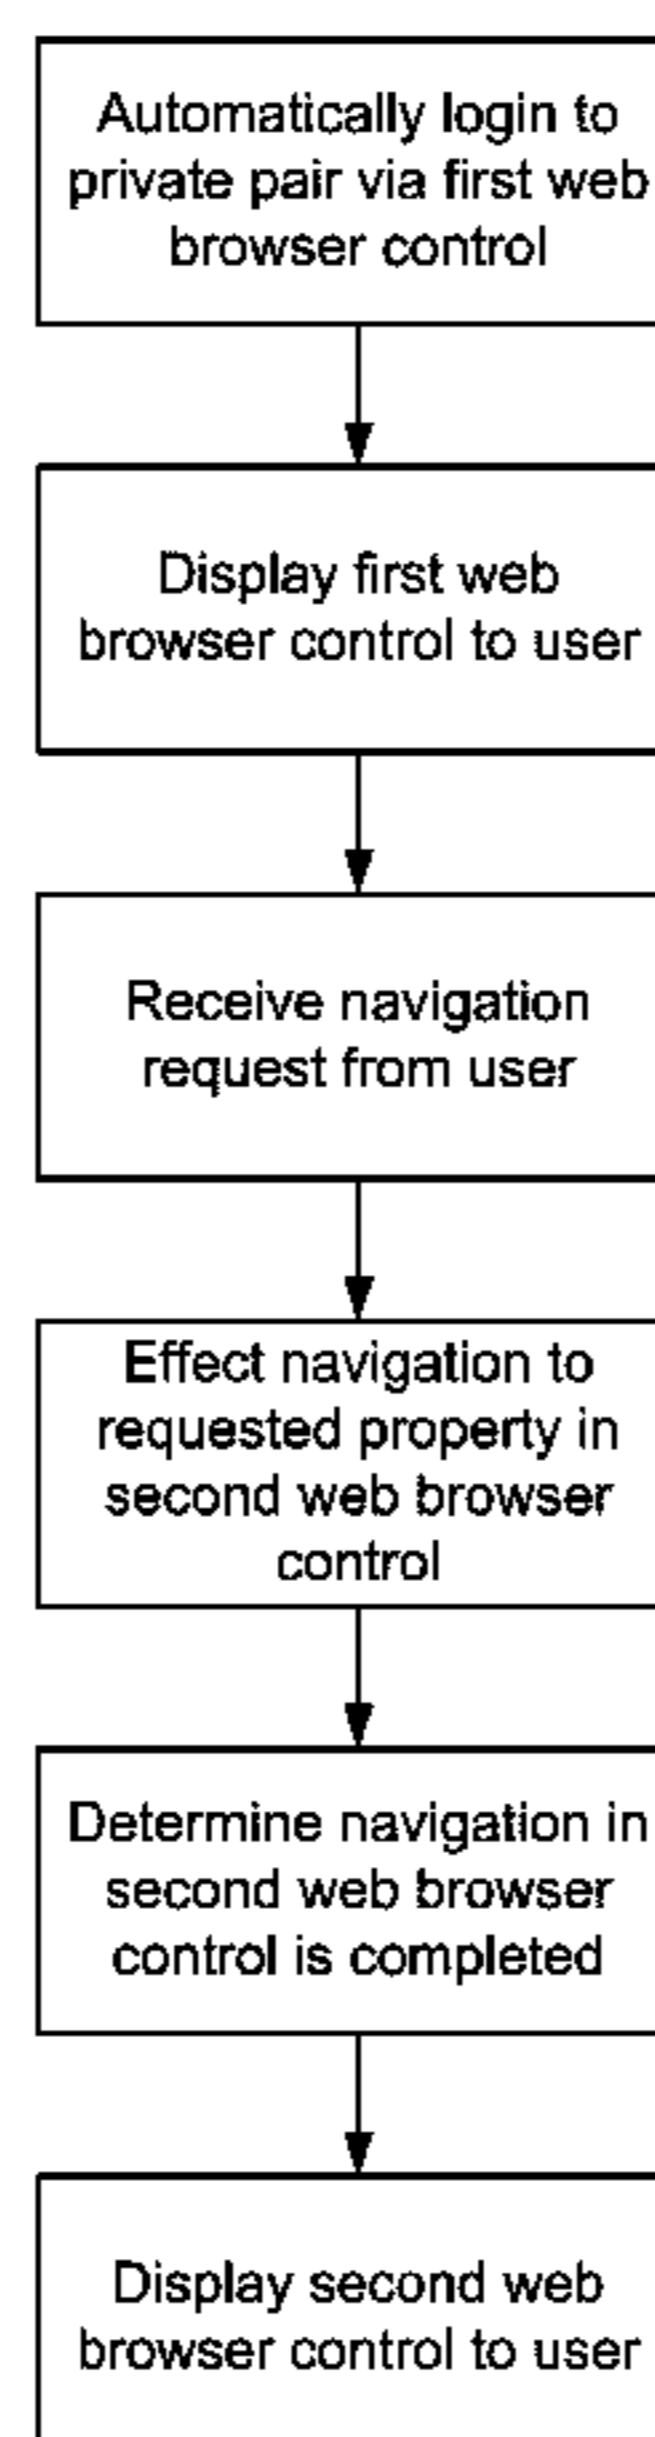 Automatically login to
private pair via first web
browser control
Display first web
browser control to user
Receive navigation
request from user
Effect navigation to
requested property in
second web browser
control
Determine navigation in
second web browser
control is completed
Display second web
browser control to user